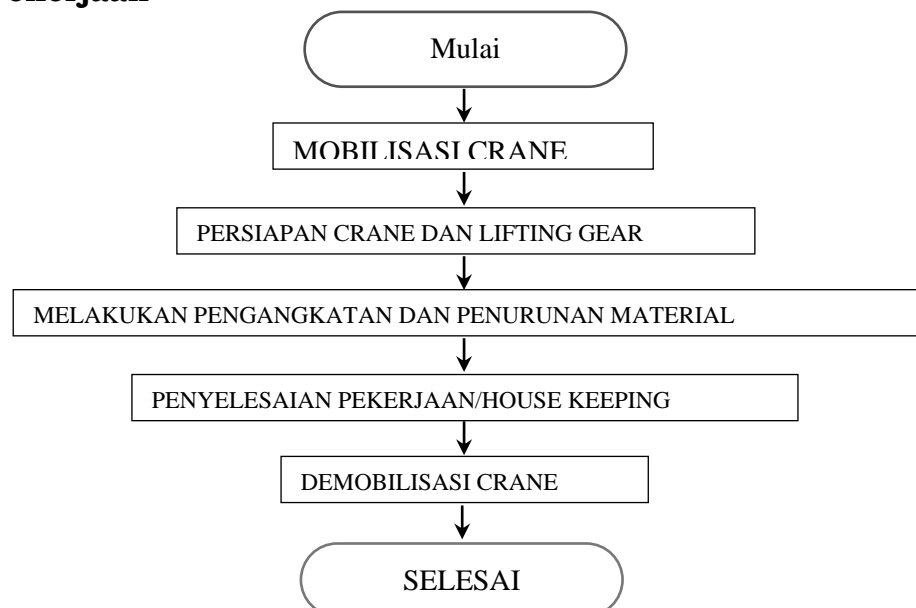 Mulai
MOBILISASI CRANE
PERSIAPAN CRANE DAN LIFTING GEAR
MELAKUKAN PENGANGKATAN DAN PENURUNAN MATERIAL
PENYELESAIAN PEKERJAAN/HOUSE KEEPING
DEMOBILISASI CRANE
SELESAI